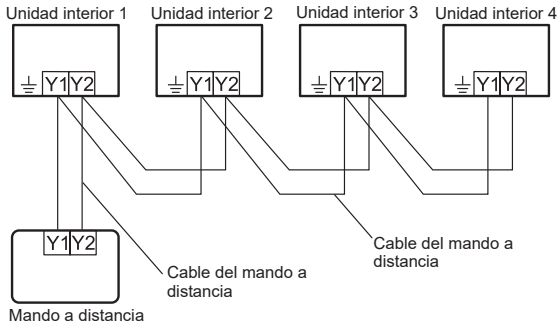 Unidad interior 1
Unidad interior 2
Unidad interior 3
Unidad interior 4
Y1 Y2
Y1 Y2
Y1 Y2
Y1 Y2
Y1 Y2
Cable del mando a
distancia
Cable del mando a
distancia
Mando a distancia